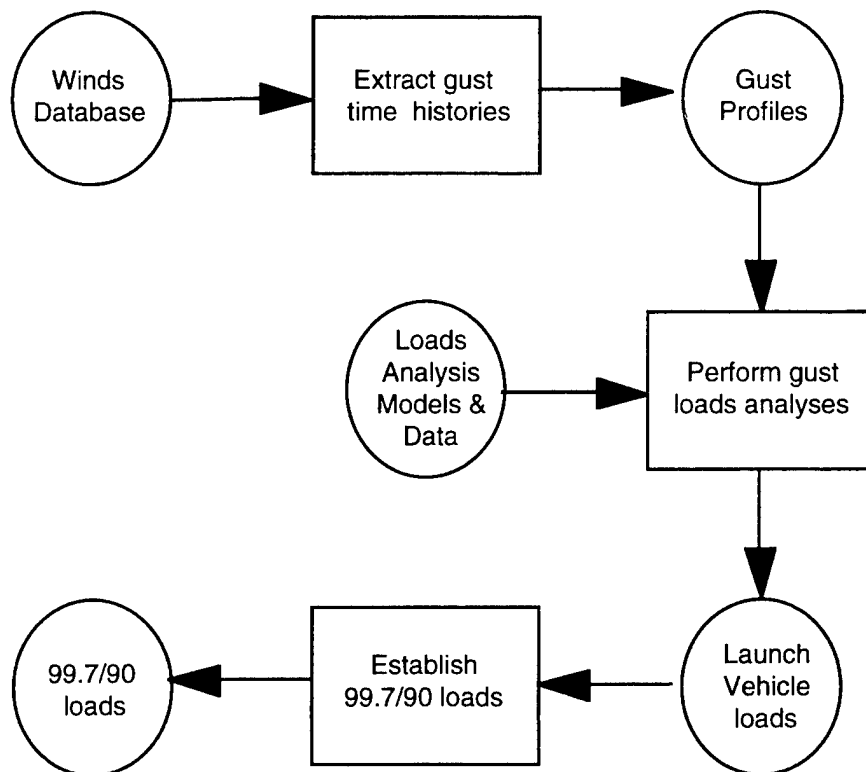 Winds
Database
Extract gust
time histories
Gust
Profiles
Loads
Analysis
Models &
Data
Perform gust
loads analyses
99.7/90
loads
Establish
99.7/90 loads
Launch
Vehicle
loads